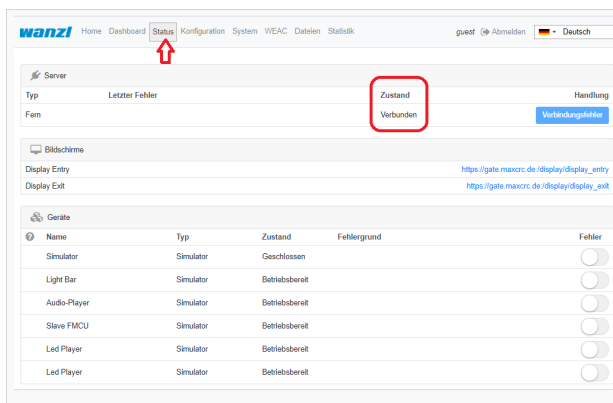 wanzl Home Dashboard Status Konfiguration System WEAC Dateien Statistik guest Abmelden Deutsch
Server
Typ Letzter Fehler Zustand Handlung
Fern Verbunden Verbindungsfehler
Bildschirme
Display Entry https://gate.maxcrc.de:/display/display_entry
Display Exit https://gate.maxcrc.de:/display/display_exit
Geräte
Name Typ Zustand Fehlergrund Fehler
Simulator Simulator Geschlossen
Light Bar Simulator Betriebsbereit
Audio-Player Simulator Betriebsbereit
Slave FMCU Simulator Betriebsbereit
Led Player Simulator Betriebsbereit
Led Player Simulator Betriebsbereit